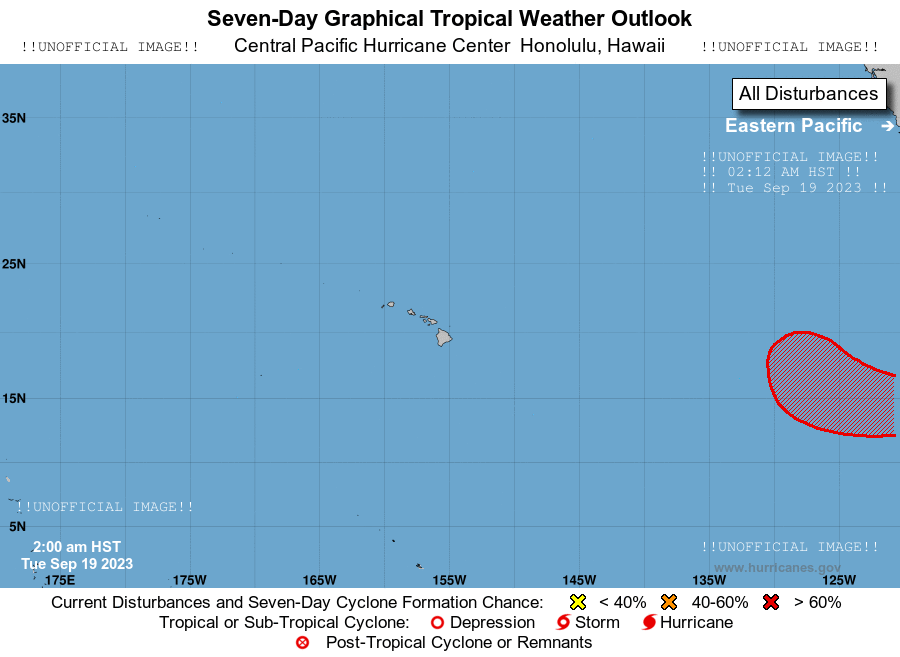 Seven-Day Graphical Tropical Weather Outlook
!!UNOFFICIAL IMAGE!! Central Pacific Hurricane Center Honolulu, Hawaii !!UNOFFICIAL IMAGE!!
All Disturbances
35N
Eastern Pacific ➔
!!UNOFFICIAL IMAGE!!
!! 02:12 AM HST !!
!! Tue Sep 19 2023 !!
25N
15N
!!UNOFFICIAL IMAGE!!
5N
2:00 am HST
Tue Sep 19 2023
!!UNOFFICIAL IMAGE!!
www.hurricanes.gov
175E 175W 165W 155W 145W 135W 125W
Current Disturbances and Seven-Day Cyclone Formation Chance: < 40% 40-60% > 60%
Tropical or Sub-Tropical Cyclone: Depression Storm Hurricane
Post-Tropical Cyclone or Remnants